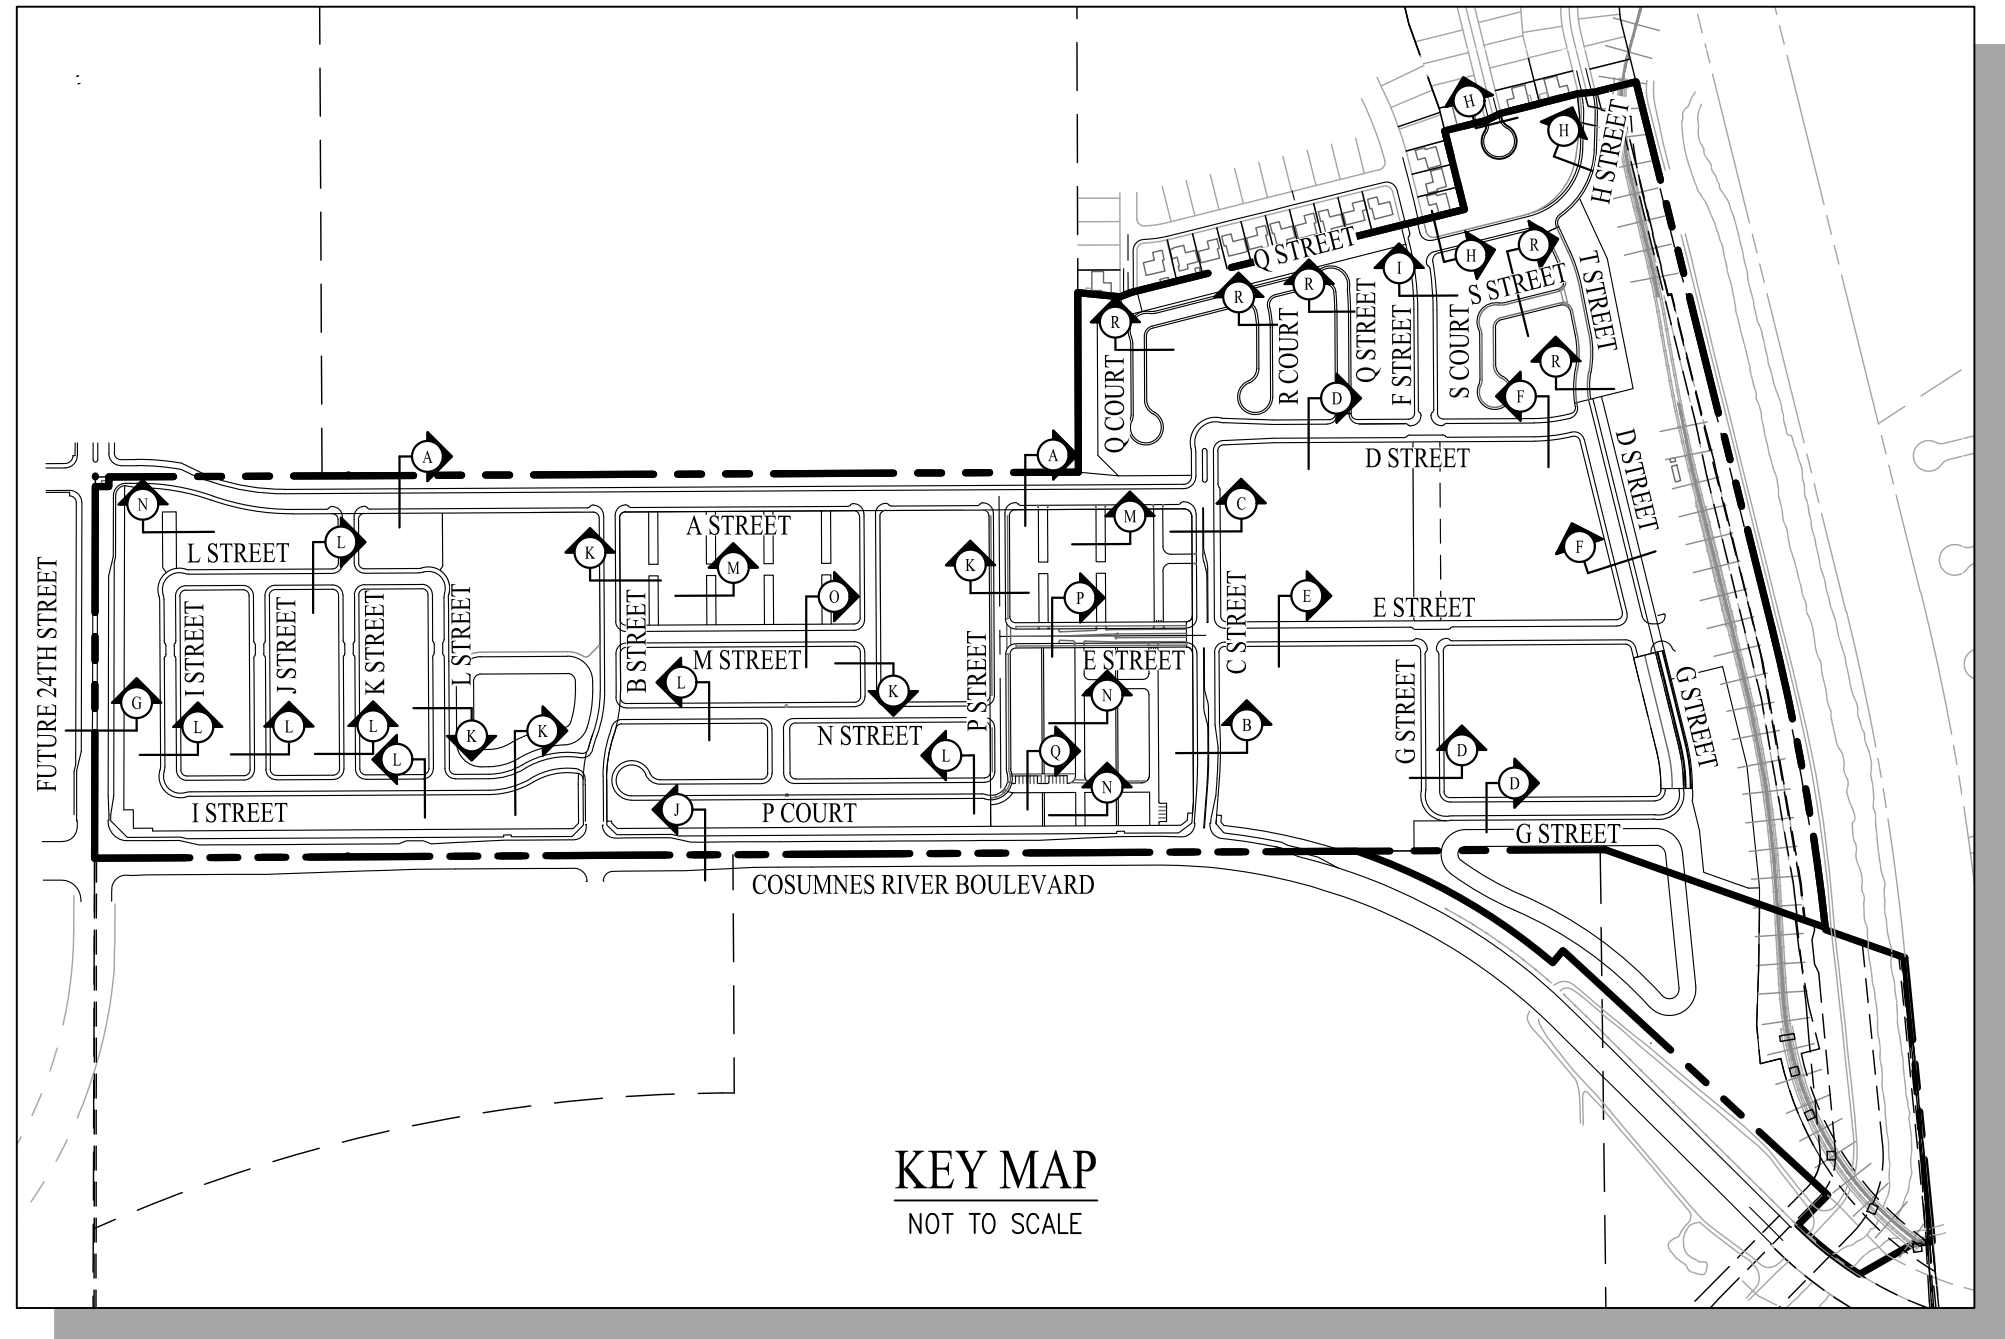 H
H
H STREET
Q STREET
I
H
R
S STREET
T STREET
R
R
R
Q COURT
R COURT
Q STREET
F STREET
S COURT
R
D
F
A
A
D STREET
D STREET
N
L STREET
L
K
A STREET
M
K
M
C
F
O
P
E
E STREET
FUTURE 24TH STREET
I STREET
J STREET
K STREET
L STREET
B STREET
M STREET
P STREET
E STREET
C STREET
G STREET
G STREET
G
L
L
L
L
K
K
L
K
N STREET
L
N
Q
B
D
D
N
I STREET
J
P COURT
G STREET
COSUMNES RIVER BOULEVARD
KEY MAP
NOT TO SCALE